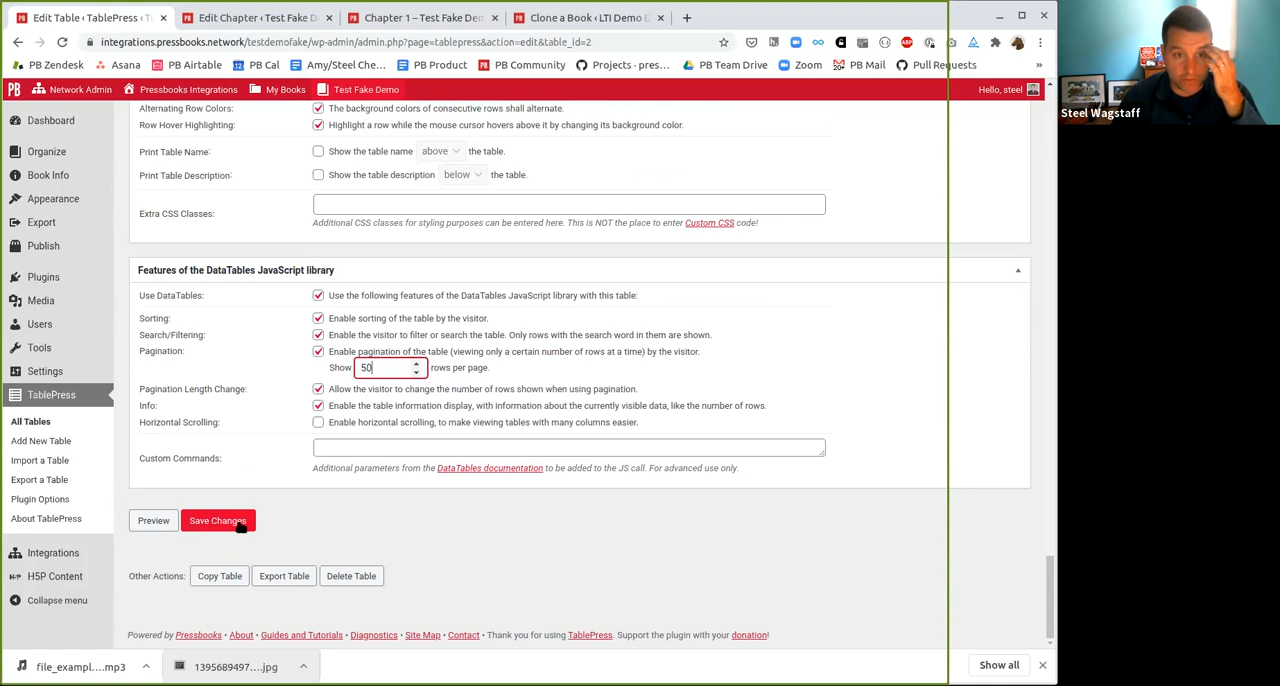 Edit Table ‹ TablePress ‹ T
Edit Chapter ‹ Test Fake De
Chapter 1 – Test Fake Dem
Clone a Book ‹ LTI Demo E
integrations.pressbooks.network/testdemofake/wp-admin/admin.php?page=tablepress&action=edit&table_id=2
PB Zendesk
Asana
PB Airtable
PB Cal
Amy/Steel Che...
PB Project
PB Community
Projects · pres...
PB Team Drive
Zoom
PB Mail
Pull Requests
»
Network Admin
Pressbooks Integrations
My Books
Test Fake Demo
Hello, steel
Steel Wagstaff
Dashboard
Organize
Book Info
Appearance
Export
Publish
Plugins
Media
Users
Tools
Settings
TablePress
All Tables
Add New Table
Import a Table
Export a Table
Plugin Options
About TablePress
Integrations
H5P Content
Collapse menu
Alternating Row Colors: The background colors of consecutive rows shall alternate.
Row Hover Highlighting: Highlight a row while the mouse cursor hovers above it by changing its background color.
Print Table Name: Show the table name above the table.
Print Table Description: Show the table description below the table.
Extra CSS Classes:
Additional CSS classes for styling purposes can be entered here. This is NOT the place to enter Custom CSS code!
Features of the DataTables JavaScript library
Use DataTables: Use the following features of the DataTables JavaScript library with this table:
Sorting: Enable sorting of the table by the visitor.
Search/Filtering: Enable the visitor to filter or search the table. Only rows with the search word in them are shown.
Pagination: Enable pagination of the table (viewing only a certain number of rows at a time) by the visitor.
Show 50 rows per page.
Pagination Length Change: Allow the visitor to change the number of rows shown when using pagination.
Info: Enable the table information display, with information about the currently visible data, like the number of rows.
Horizontal Scrolling: Enable horizontal scrolling, to make viewing tables with many columns easier.
Custom Commands:
Additional parameters from the DataTables documentation to be added to the JS call. For advanced use only.
Preview
Save Changes
Other Actions: Copy Table Export Table Delete Table
Powered by Pressbooks • About • Guides and Tutorials • Diagnostics • Site Map • Contact • Thank you for using TablePress. Support the plugin with your donation!
file_exampl....mp3
1395689497....jpg
Show all